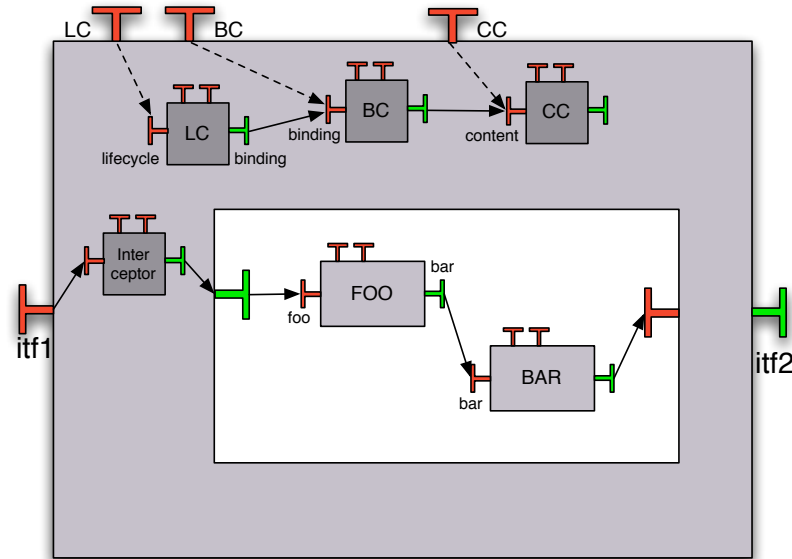 LC
BC
CC
LC
BC
CC
lifecycle
binding
binding
content
Inter
ceptor
itf1
foo
FOO
bar
bar
BAR
itf2